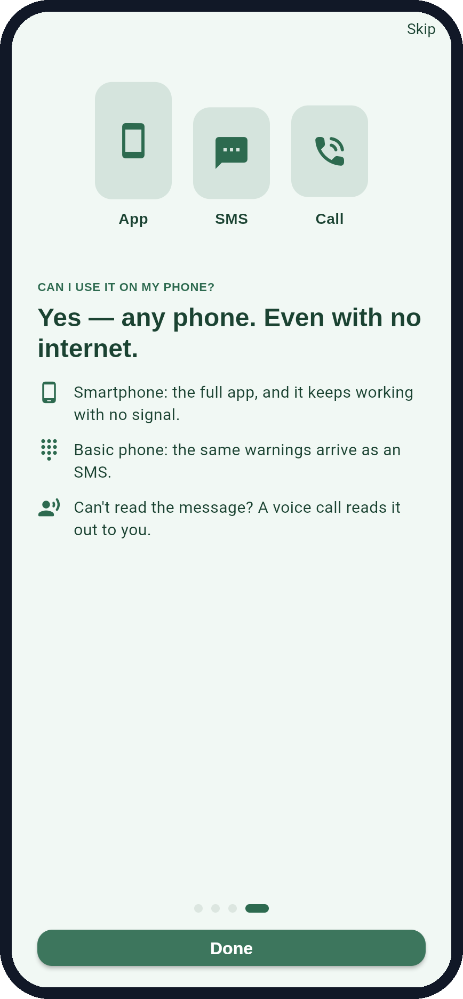 Skip
App
SMS
Call
CAN I USE IT ON MY PHONE?
Yes — any phone. Even with no
internet.
Smartphone: the full app, and it keeps working
with no signal.
Basic phone: the same warnings arrive as an
SMS.
Can't read the message? A voice call reads it
out to you.
Done